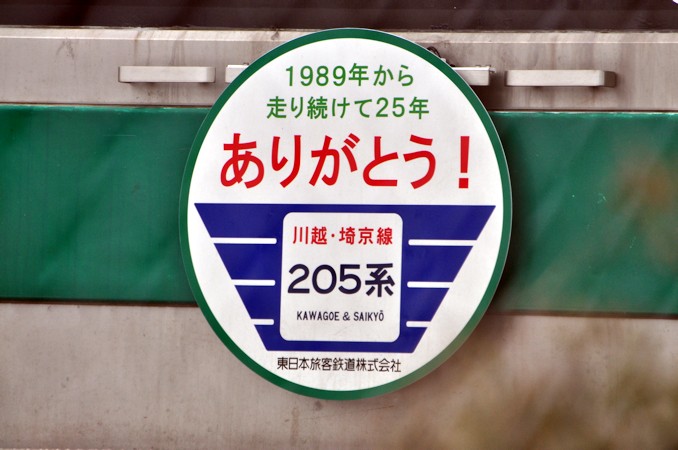 1989年から
走り続けて25年
ありがとう！
川越・埼京線
205系
KAWAGOE & SAIKYŌ
東日本旅客鉄道株式会社